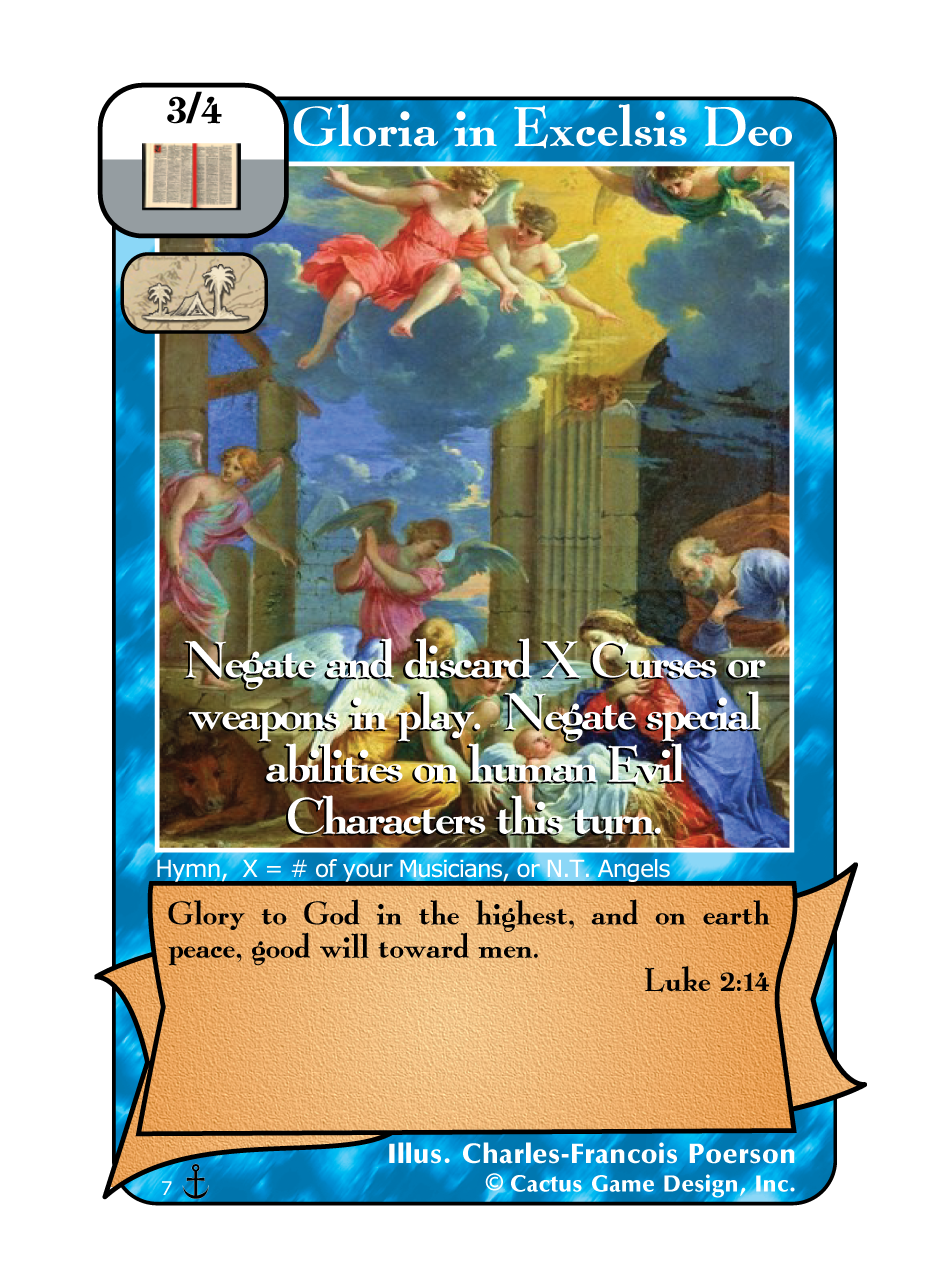 3/4
Gloria in Excelsis Deo
Negate and discard X Curses or
weapons in play. Negate special
abilities on human Evil
Characters this turn.
Hymn, X = # of your Musicians, or N.T. Angels
Glory to God in the highest, and on earth
peace, good will toward men.
Luke 2:14
Illus. Charles-Francois Poerson
7
© Cactus Game Design, Inc.